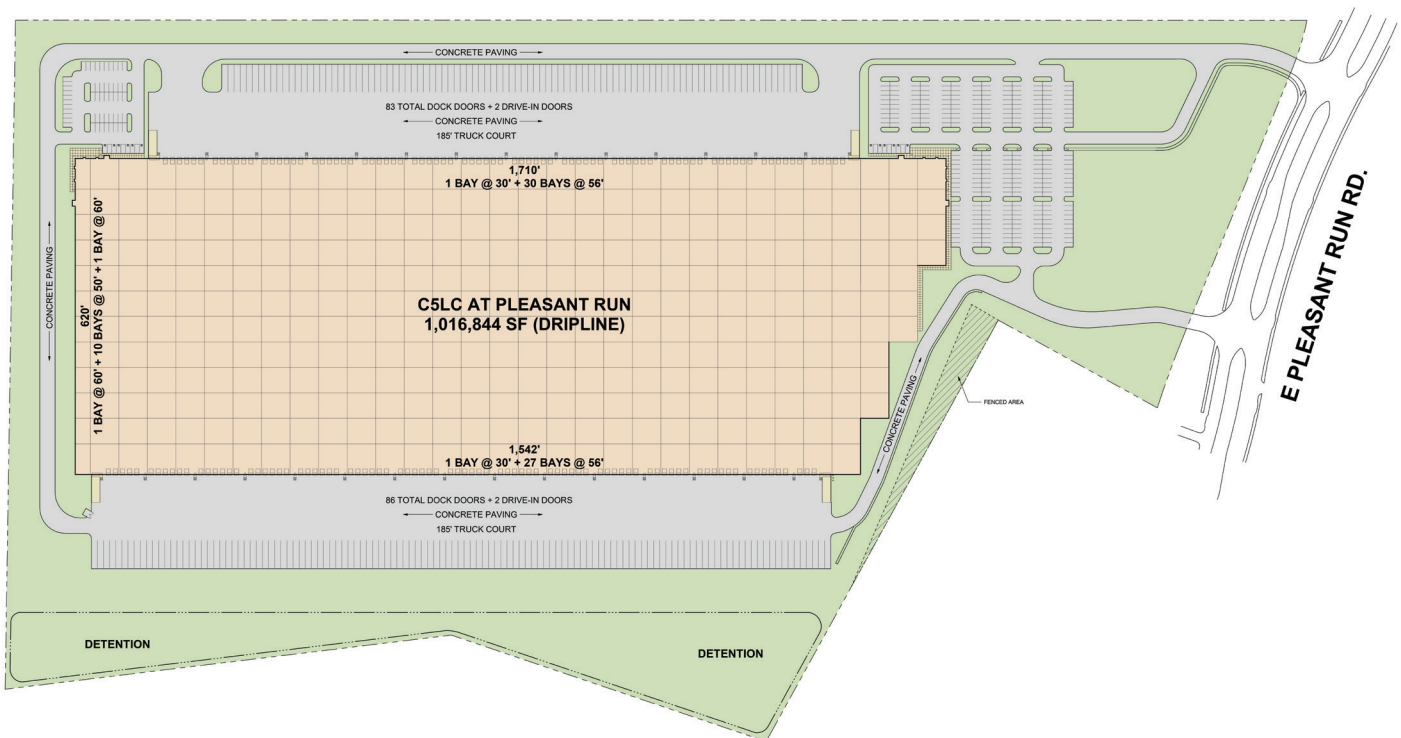 CONCRETE PAVING
83 TOTAL DOCK DOORS + 2 DRIVE-IN DOORS
CONCRETE PAVING
185' TRUCK COURT
1,710'
1 BAY @ 30' + 30 BAYS @ 56'
CONCRETE PAVING
620'
1 BAY @ 60' + 10 BAYS @ 50' + 1 BAY @ 60'
C5LC AT PLEASANT RUN
1,016,844 SF (DRIPLINE)
E PLEASANT RUN RD.
CONCRETE PAVING
FENCED AREA
1,542'
1 BAY @ 30' + 27 BAYS @ 56'
86 TOTAL DOCK DOORS + 2 DRIVE-IN DOORS
CONCRETE PAVING
185' TRUCK COURT
DETENTION
DETENTION